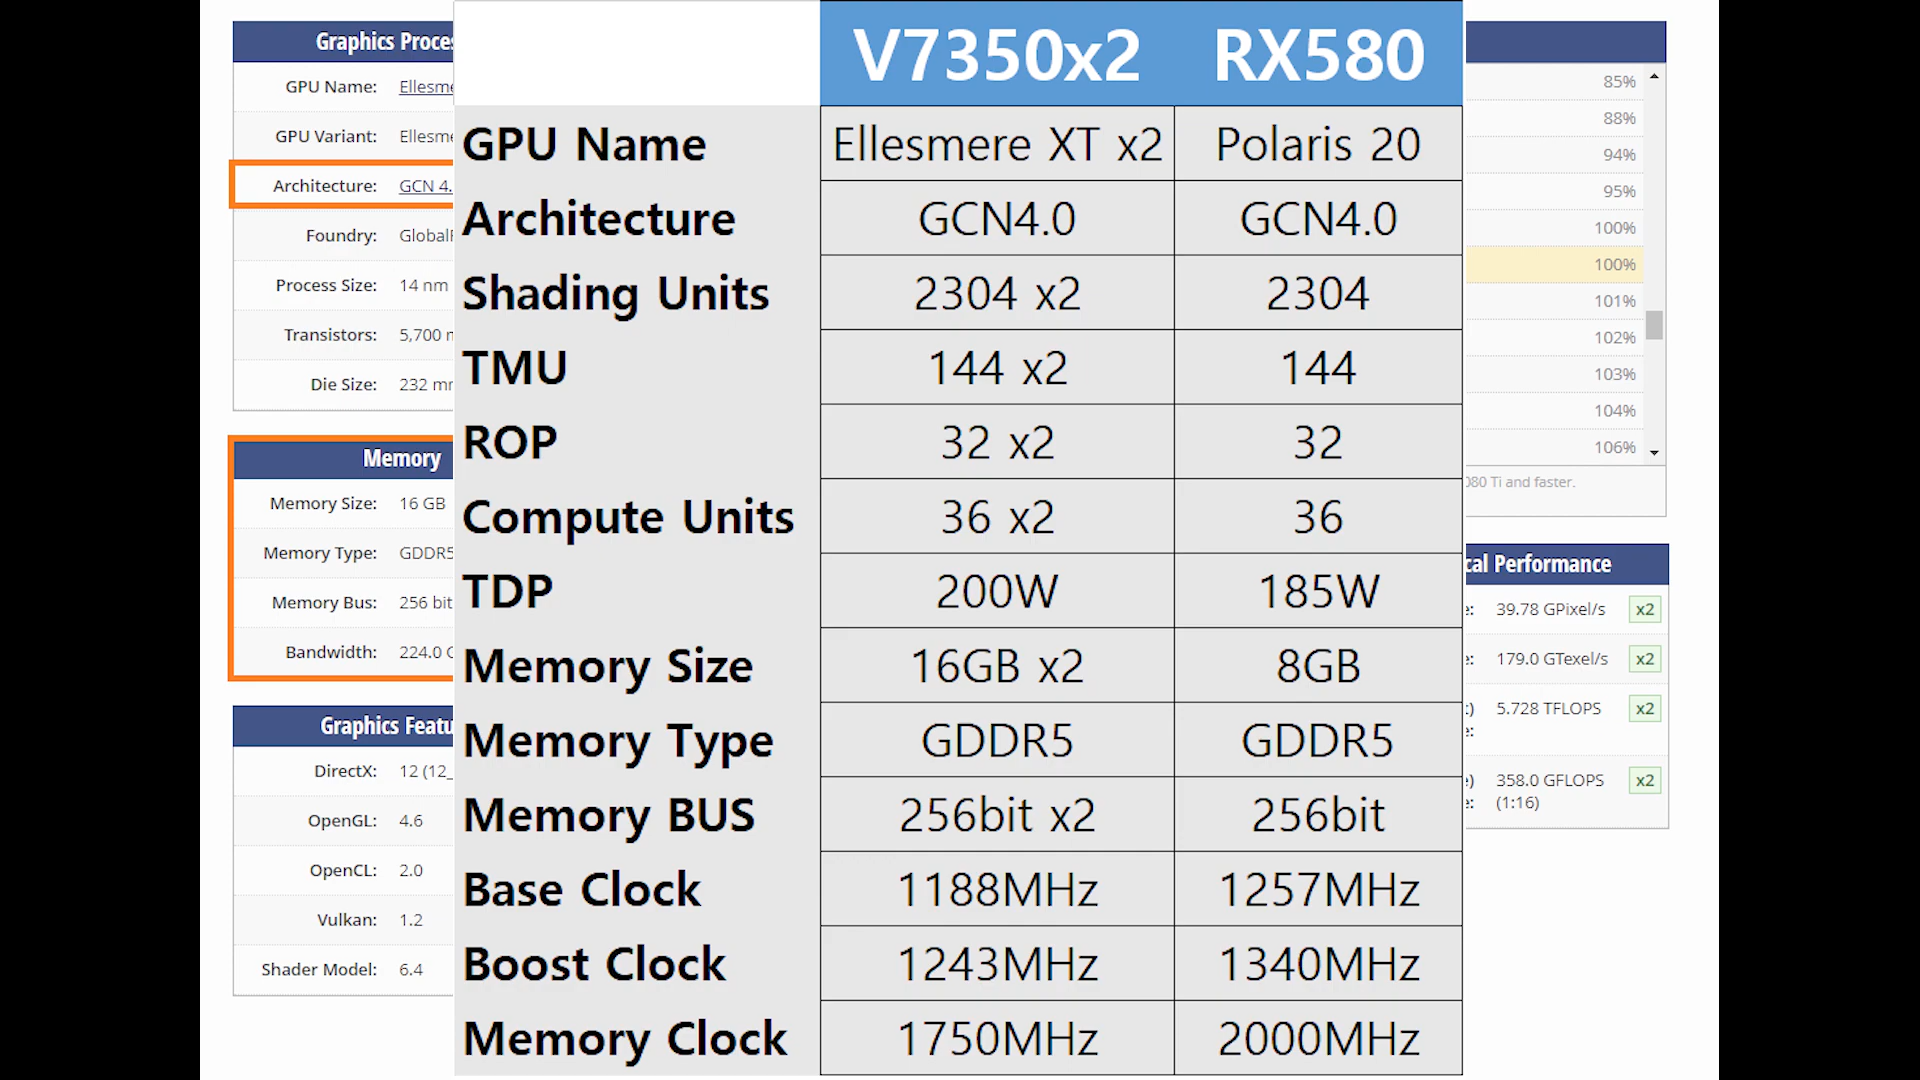 V7350x2 RX580
GPU Name Ellesmere XT x2 Polaris 20
Architecture GCN4.0 GCN4.0
Shading Units 2304 x2 2304
TMU 144 x2 144
ROP 32 x2 32
Compute Units 36 x2 36
TDP 200W 185W
Memory Size 16GB x2 8GB
Memory Type GDDR5 GDDR5
Memory BUS 256bit x2 256bit
Base Clock 1188MHz 1257MHz
Boost Clock 1243MHz 1340MHz
Memory Clock 1750MHz 2000MHz
Graphics
GPU Name:
GPU Variant:
Architecture: GCN 4.
Foundry:
Process Size: 14 nm
Transistors: 5,700
Die Size: 232
Memory
Memory Size: 16 GB
Memory Type: GDDR5
Memory Bus: 256 bit
Bandwidth: 224.0
Graphics
DirectX: 12 (12_
OpenGL: 4.6
OpenCL: 2.0
Vulkan: 1.2
Shader Model: 6.4
85%
88%
94%
95%
100%
100%
101%
102%
103%
104%
106%
080 Ti and faster.
Performance
39.78 GPixel/s x2
179.0 GTexel/s x2
5.728 TFLOPS x2
358.0 GFLOPS x2
(1:16)